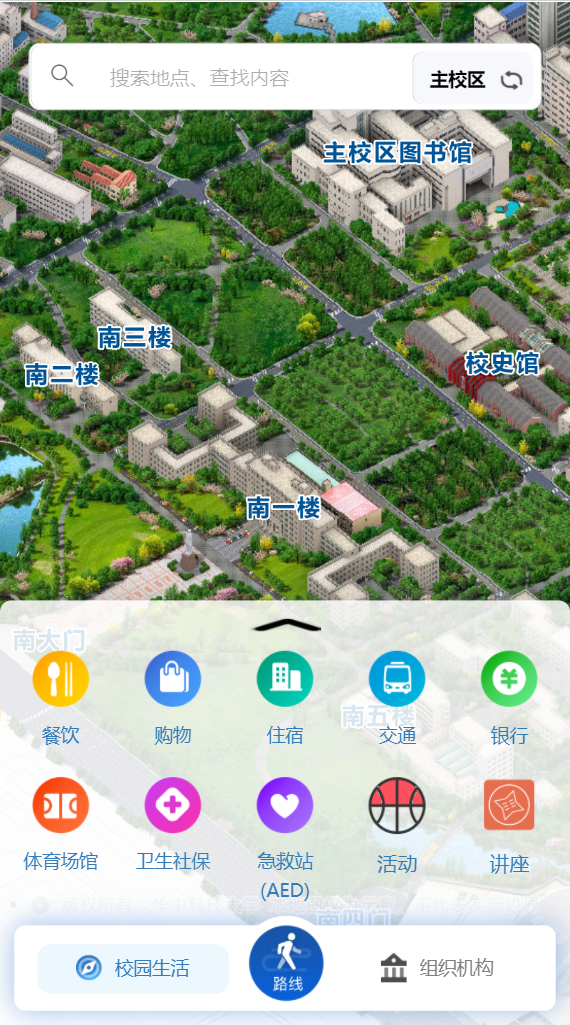 搜索地点、查找内容
主校区
主校区图书馆
南三楼
校史馆
南二楼
南一楼
南大门
南五楼
餐饮
购物
住宿
交通
银行
体育场馆
卫生社保
急救站
(AED)
活动
讲座
南四门
校园生活
路线
组织机构